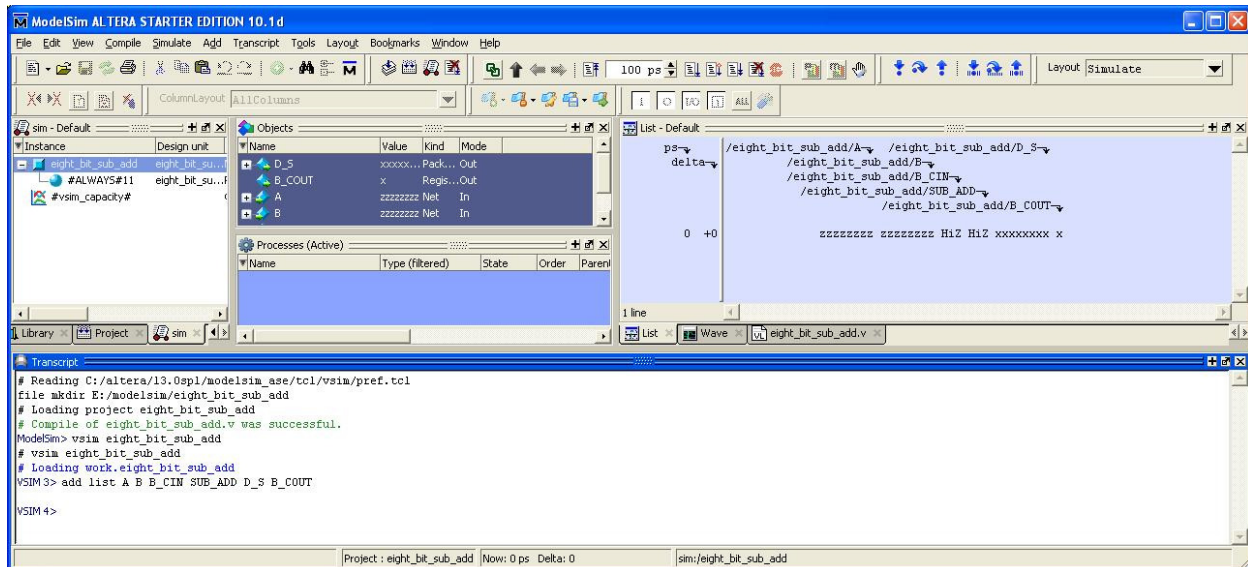 ModelSim ALTERA STARTER EDITION 10.1d
File Edit View Compile Simulate Add Transcript Tools Layout Bookmarks Window Help
100 ps Layout Simulate
ColumnLayout AllColumns
sim - Default
Instance Design unit
eight_bit_sub_add eight_bit_su...
#ALWAYS#11 eight_bit_su...
#vsim_capacity#
Library Project sim
Objects
Name Value Kind Mode
D_S xxxxx... Pack... Out
B_COUT x Regis... Out
A zzzzzzzz Net In
B zzzzzzzz Net In
Processes (Active)
Name Type (filtered) State Order Parent
List - Default
ps /eight_bit_sub_add/A /eight_bit_sub_add/D_S
delta /eight_bit_sub_add/B
/eight_bit_sub_add/B_CIN
/eight_bit_sub_add/SUB_ADD
/eight_bit_sub_add/B_COUT
0 +0 zzzzzzzz zzzzzzzz HiZ HiZ xxxxxxxx x
1 line
List Wave eight_bit_sub_add.v
Transcript
# Reading C:/altera/13.0sp1/modelsim_ase/tcl/vsim/pref.tcl
file mkdir E:/modelsim/eight_bit_sub_add
# Loading project eight_bit_sub_add
# Compile of eight_bit_sub_add.v was successful.
ModelSim> vsim eight_bit_sub_add
# vsim eight_bit_sub_add
# Loading work.eight_bit_sub_add
VSIM 3> add list A B B_CIN SUB_ADD D_S B_COUT
VSIM 4>
Project : eight_bit_sub_add Now: 0 ps Delta: 0 sim:/eight_bit_sub_add